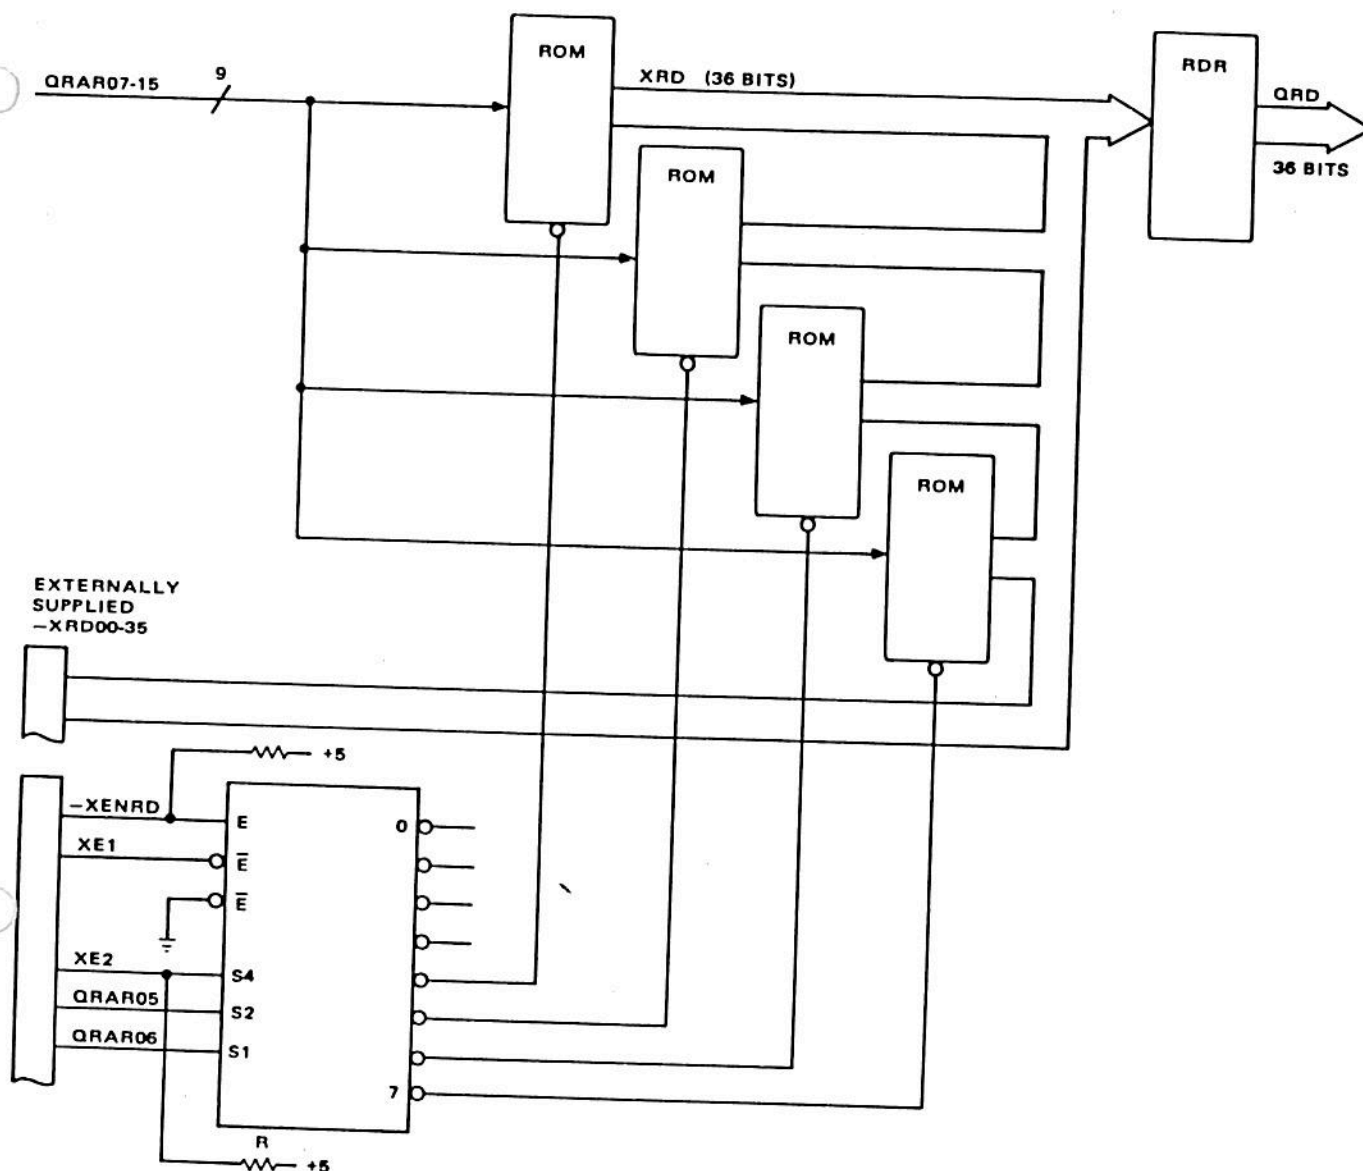 ROM
RDR
QRAR07-15
9
XRD (36 BITS)
QRD
36 BITS
ROM
ROM
ROM
EXTERNALLY
SUPPLIED
—XRD00-35
+5
—XENRD
E
0
XE1
E̅
E̅
XE2
S4
QRAR05
S2
QRAR06
S1
7
R
+5